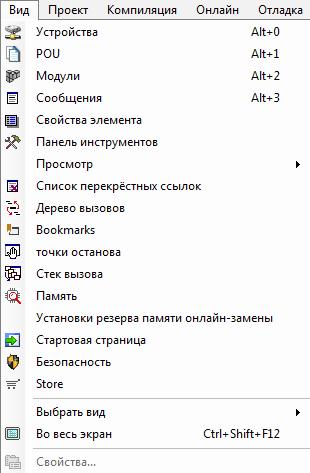 Вид Проект Компиляция Онлайн Отладка
Устройства Alt+0
POU Alt+1
Модули Alt+2
Сообщения Alt+3
Свойства элемента
Панель инструментов
Просмотр
Список перекрёстных ссылок
Дерево вызовов
Bookmarks
точки останова
Стек вызова
Память
Установки резерва памяти онлайн-замены
Стартовая страница
Безопасность
Store
Выбрать вид
Во весь экран Ctrl+Shift+F12
Свойства...